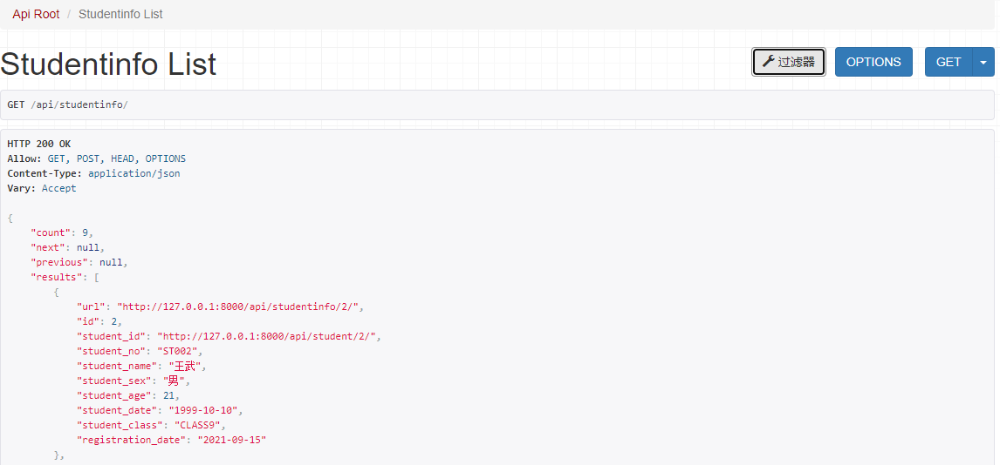 Api Root / Studentinfo List
Studentinfo List
过滤器 OPTIONS GET
GET /api/studentinfo/
HTTP 200 OK
Allow: GET, POST, HEAD, OPTIONS
Content-Type: application/json
Vary: Accept
{
"count": 9,
"next": null,
"previous": null,
"results": [
{
"url": "http://127.0.0.1:8000/api/studentinfo/2/",
"id": 2,
"student_id": "http://127.0.0.1:8000/api/student/2/",
"student_no": "ST002",
"student_name": "王武",
"student_sex": "男",
"student_age": 21,
"student_date": "1999-10-10",
"student_class": "CLASS9",
"registration_date": "2021-09-15"
},